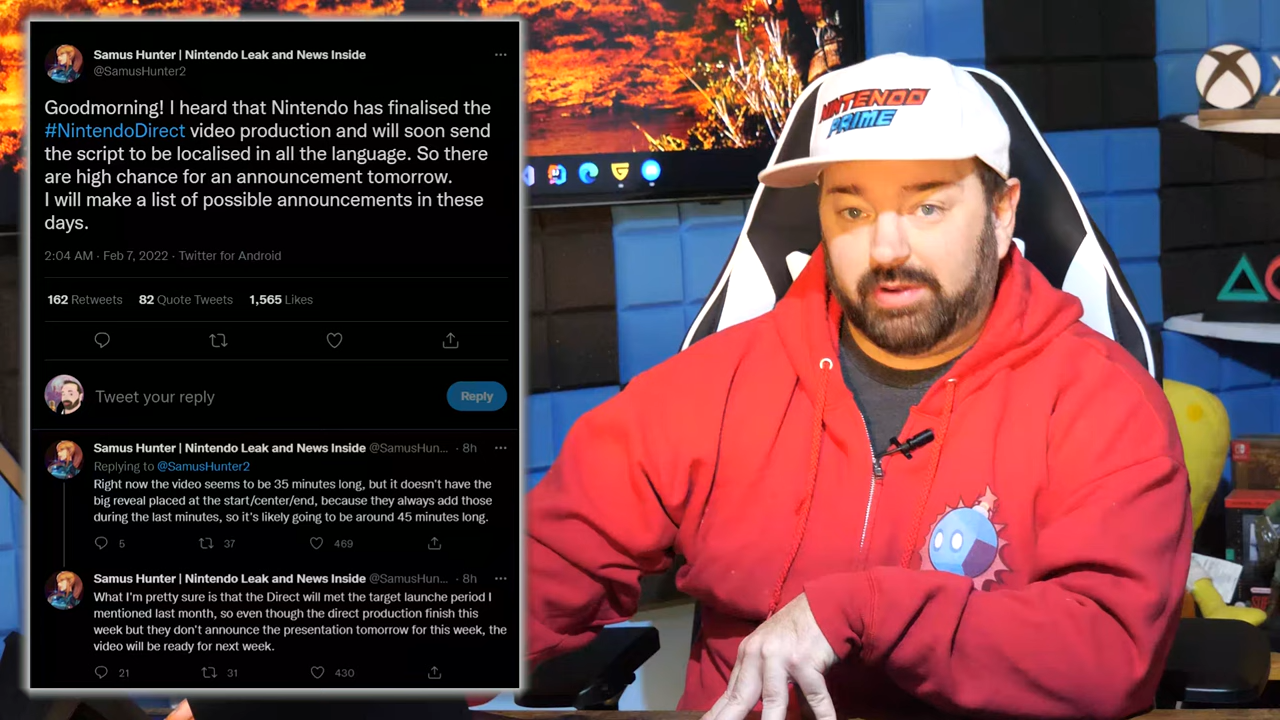 Samus Hunter | Nintendo Leak and News Inside
@SamusHunter2
Goodmorning! I heard that Nintendo has finalised the
#NintendoDirect video production and will soon send
the script to be localised in all the language. So there
are high chance for an announcement tomorrow.
I will make a list of possible announcements in these
days.
2:04 AM · Feb 7, 2022 · Twitter for Android
162 Retweets 82 Quote Tweets 1,565 Likes
Tweet your reply
Reply
Samus Hunter | Nintendo Leak and News Inside @SamusHun... · 8h
Replying to @SamusHunter2
Right now the video seems to be 35 minutes long, but it doesn't have the
big reveal placed at the start/center/end, because they always add those
during the last minutes, so it's likely going to be around 45 minutes long.
5 37 469
Samus Hunter | Nintendo Leak and News Inside @SamusHun... · 8h
What I'm pretty sure is that the Direct will met the target launche period I
mentioned last month, so even though the direct production finish this
week but they don't announce the presentation tomorrow for this week, the
video will be ready for next week.
21 31 430
NINTENDO
PRIME